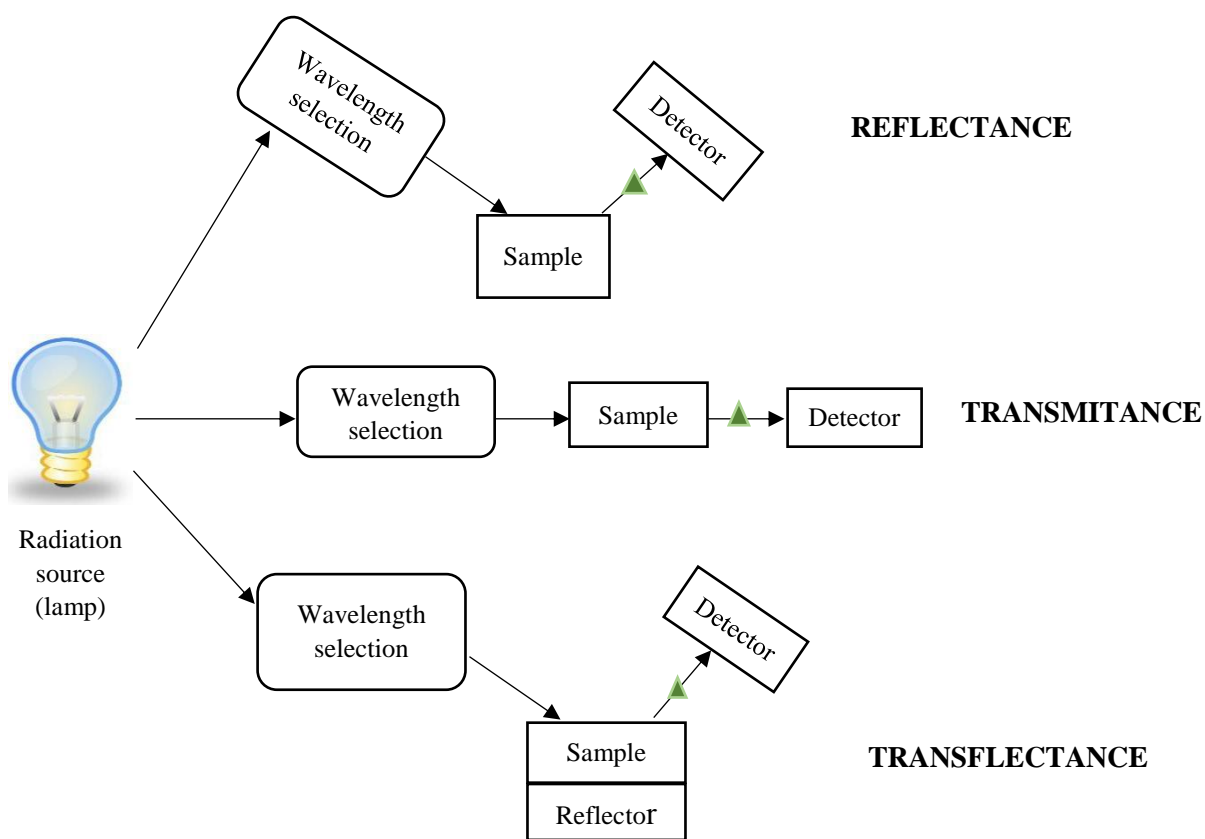 Wavelength
selection
Detector
REFLECTANCE
Sample
Wavelength
selection
Sample
Detector
TRANSMITANCE
Radiation
source
(lamp)
Wavelength
selection
Detector
Sample
TRANSFLECTANCE
Reflector